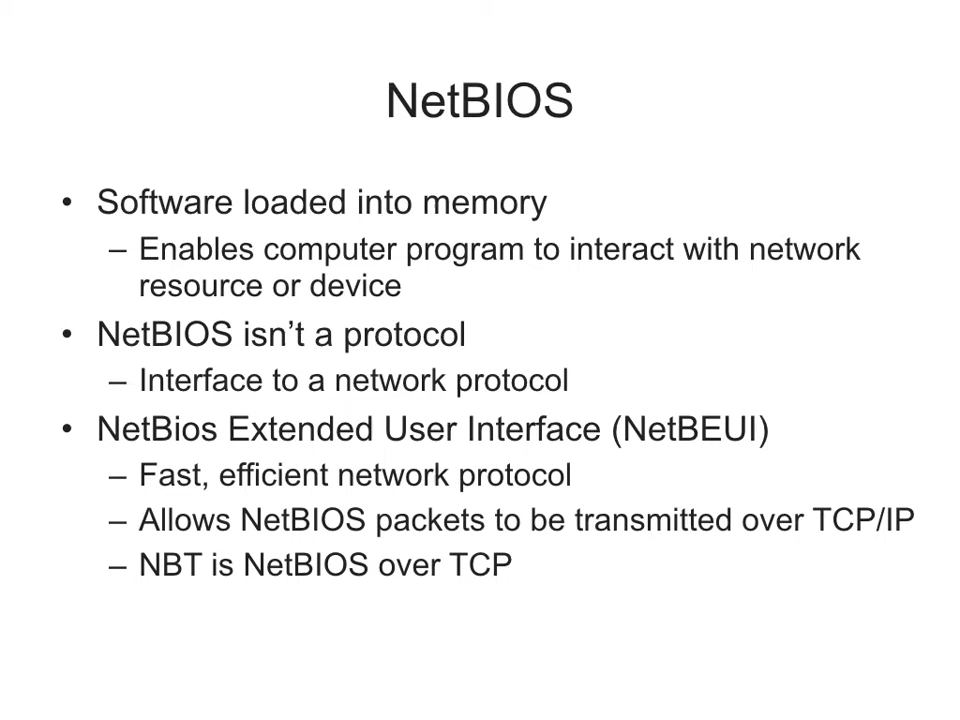 NetBIOS
• Software loaded into memory
– Enables computer program to interact with network
resource or device
• NetBIOS isn’t a protocol
– Interface to a network protocol
• NetBios Extended User Interface (NetBEUI)
– Fast, efficient network protocol
– Allows NetBIOS packets to be transmitted over TCP/IP
– NBT is NetBIOS over TCP